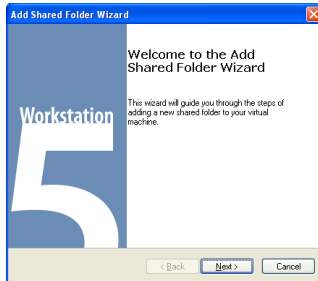 Add Shared Folder Wizard
Welcome to the Add
Shared Folder Wizard
This wizard will guide you through the steps of
adding a new shared folder to your virtual
machine.
Workstation
5
< Back
Next >
Cancel